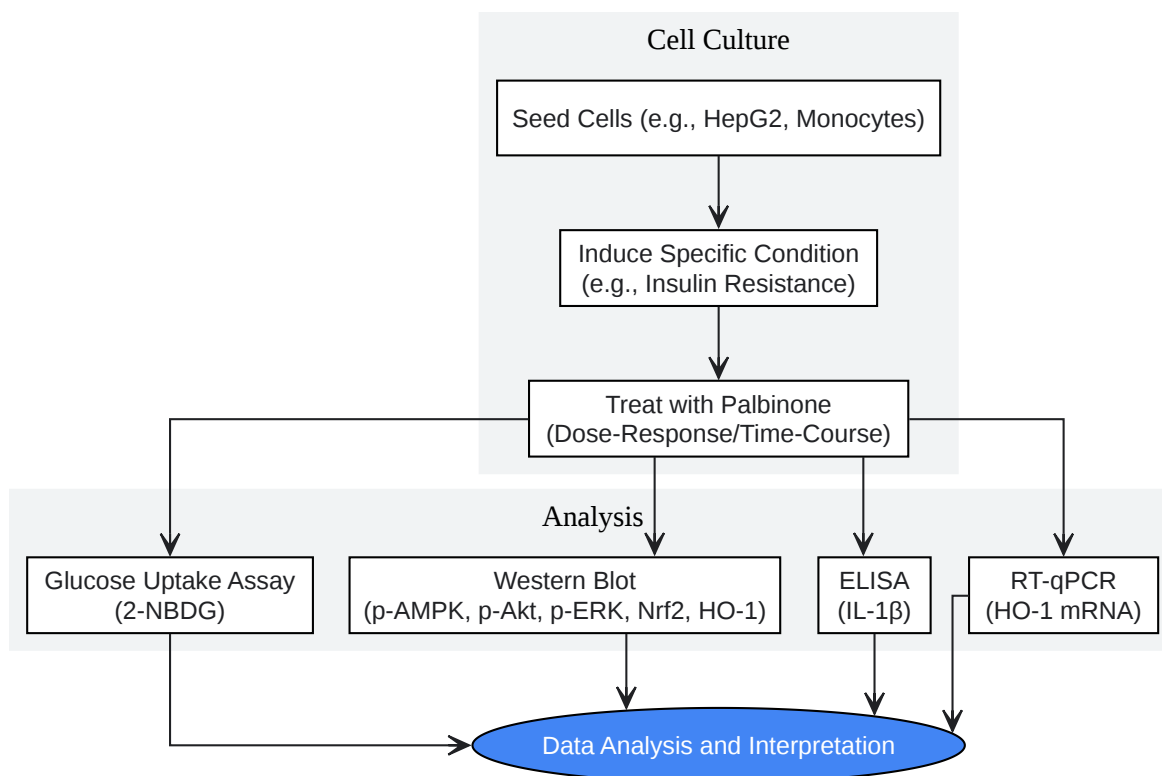 Cell Culture
Seed Cells (e.g., HepG2, Monocytes)
Induce Specific Condition
(e.g., Insulin Resistance)
Treat with Palbinone
(Dose-Response/Time-Course)
Analysis
Glucose Uptake Assay
(2-NBDG)
Western Blot
(p-AMPK, p-Akt, p-ERK, Nrf2, HO-1)
ELISA
(IL-1β)
RT-qPCR
(HO-1 mRNA)
Data Analysis and Interpretation